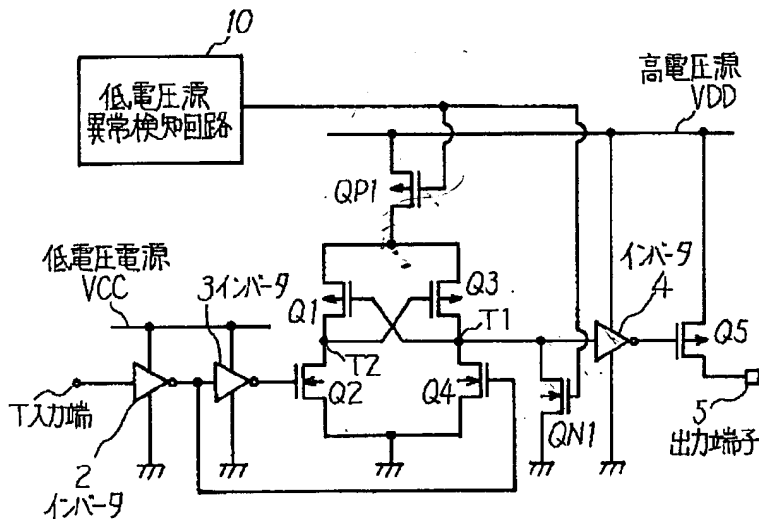 10
低電圧源
異常検知回路
高電圧源
VDD
QP1
低電圧電源
VCC
3インバータ
Q1
Q3
T1
インバータ
4
Q5
T2
Q2
Q4
QN1
T入力端
2
インバータ
5
出力端子